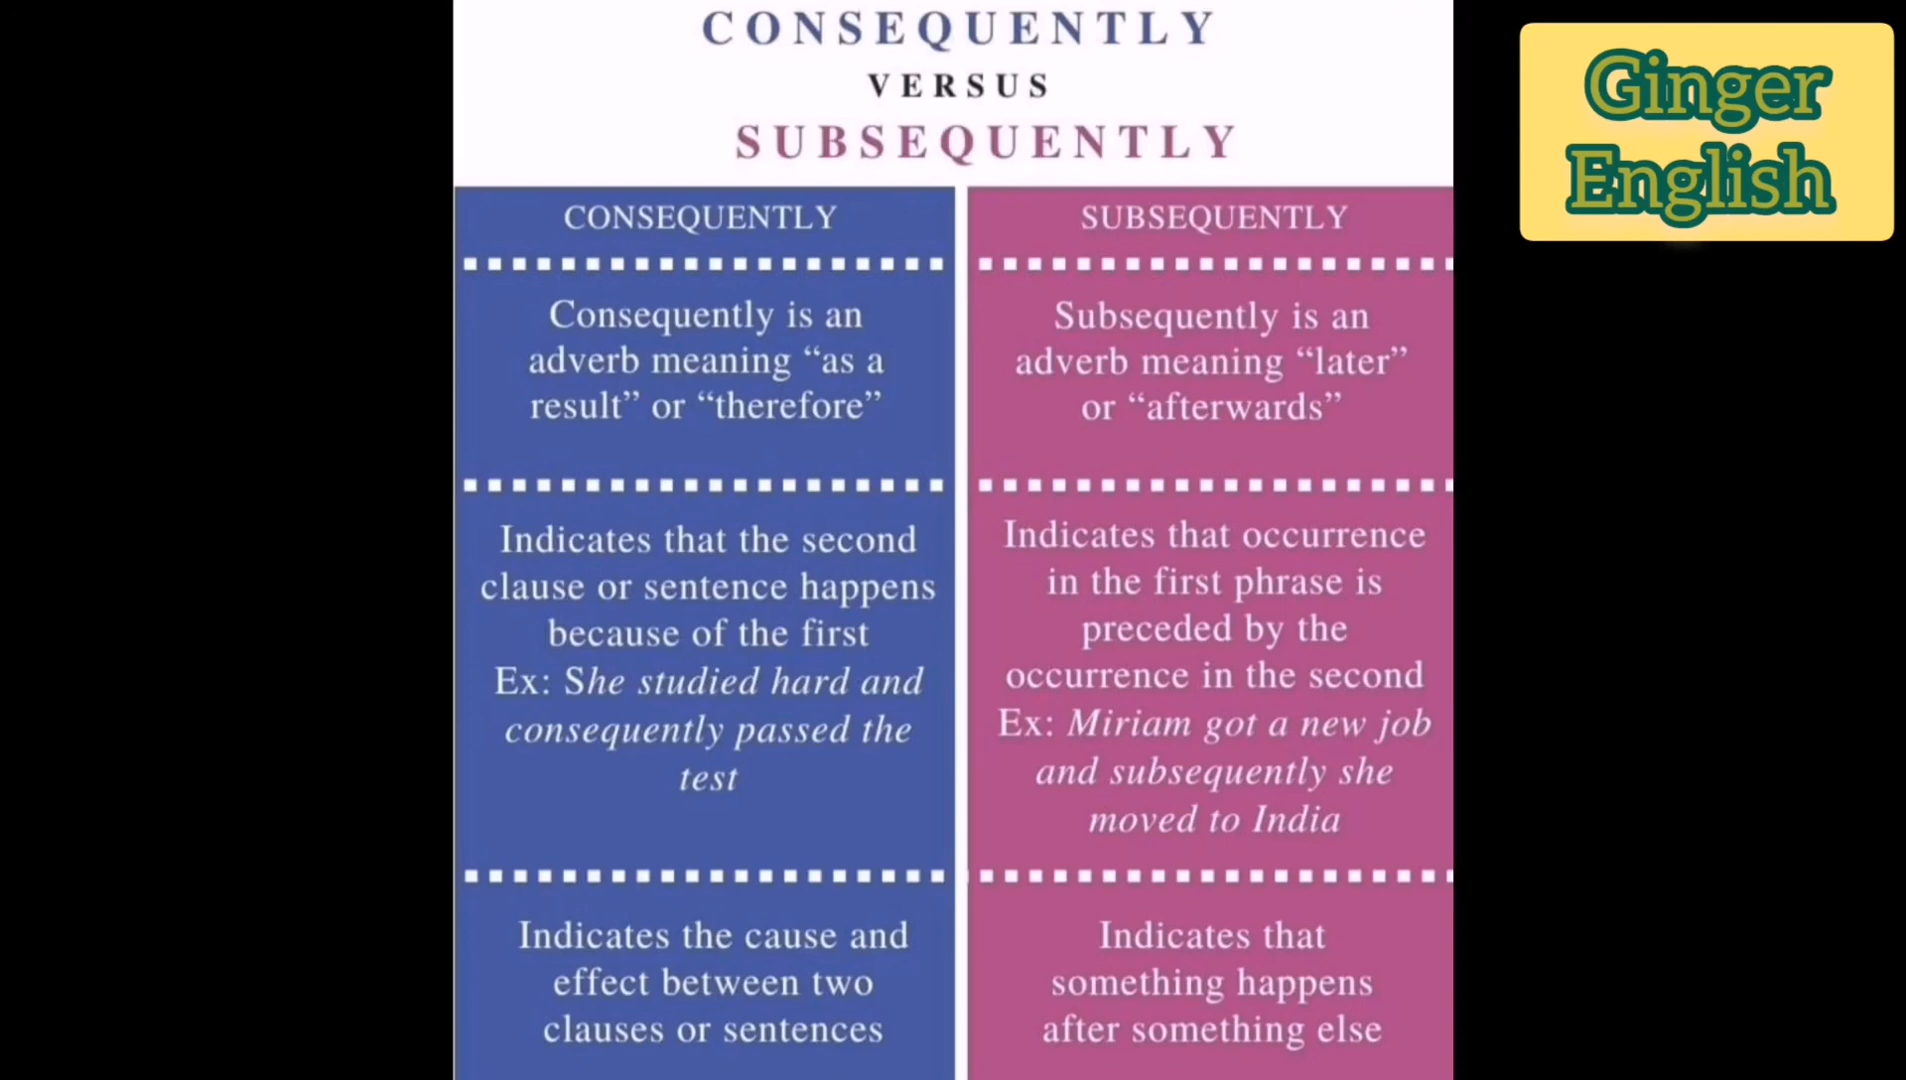 CONSEQUENTLY
VERSUS
SUBSEQUENTLY
Ginger
English
CONSEQUENTLY
Consequently is an
adverb meaning “as a
result” or “therefore”
Indicates that the second
clause or sentence happens
because of the first
Ex: She studied hard and
consequently passed the
test
Indicates the cause and
effect between two
clauses or sentences
SUBSEQUENTLY
Subsequently is an
adverb meaning “later”
or “afterwards”
Indicates that occurrence
in the first phrase is
preceded by the
occurrence in the second
Ex: Miriam got a new job
and subsequently she
moved to India
Indicates that
something happens
after something else